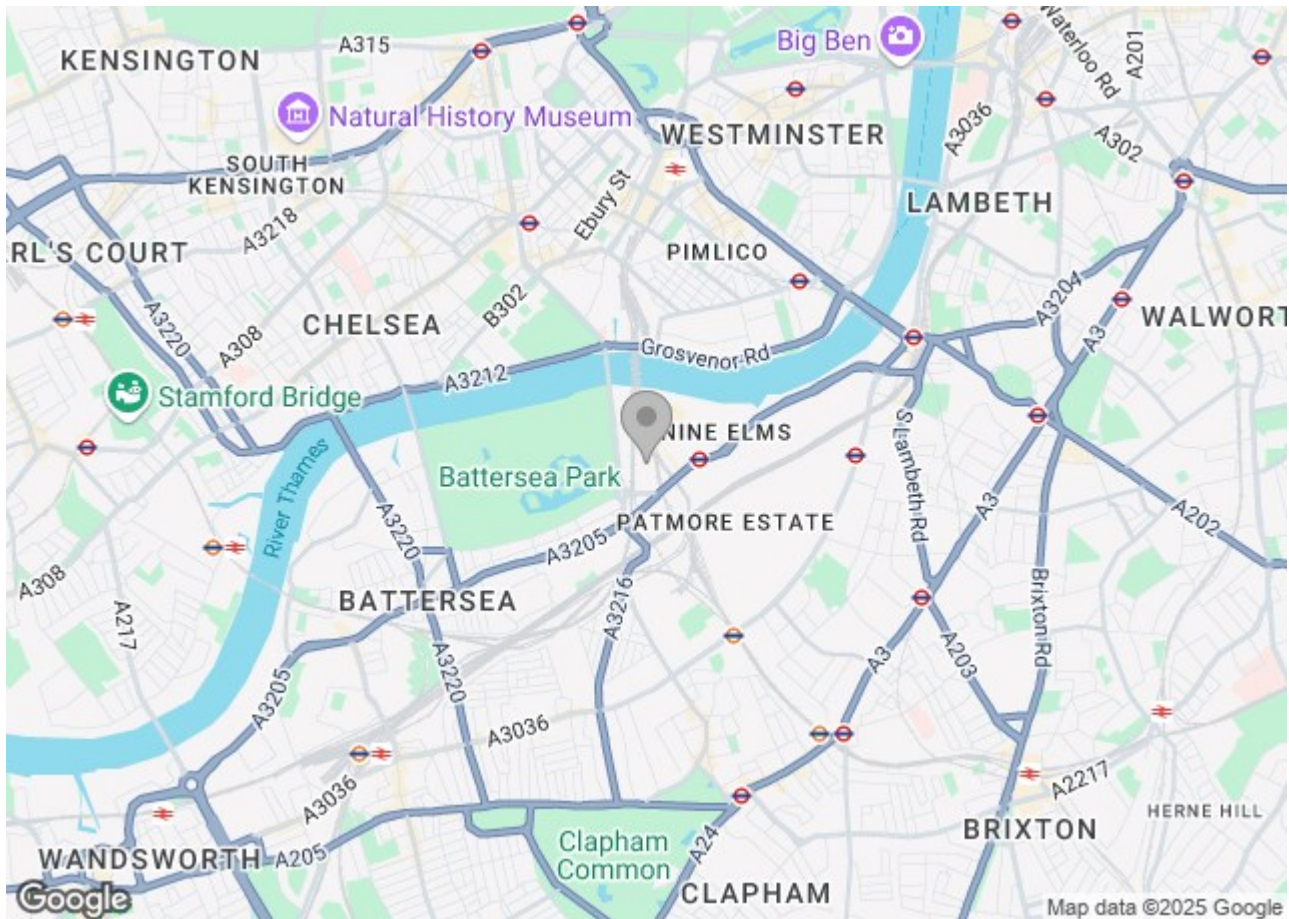 KENSINGTON
A315
Big Ben
Waterloo Rd
A201
Natural History Museum
WESTMINSTER
A3036
A302
SOUTH
KENSINGTON
Ebury St
LAMBETH
A3218
RL'S COURT
PIMLICO
A3220
A308
CHELSEA
B302
A3204
A3
WALWORT
Grosvenor Rd
A3212
Stamford Bridge
NINE ELMS
S Lambeth Rd
River Thames
Battersea Park
A3220
PATMORE ESTATE
A3
A202
A3205
A308
A217
BATTERSEA
A3216
Brixton Rd
A3
A203
A3205
A3220
A3036
A3036
A2217
HERNE HILL
BRIXTON
Clapham
Common
A24
WANDSWORTH
A205
CLAPHAM
Google
Map data ©2025 Google